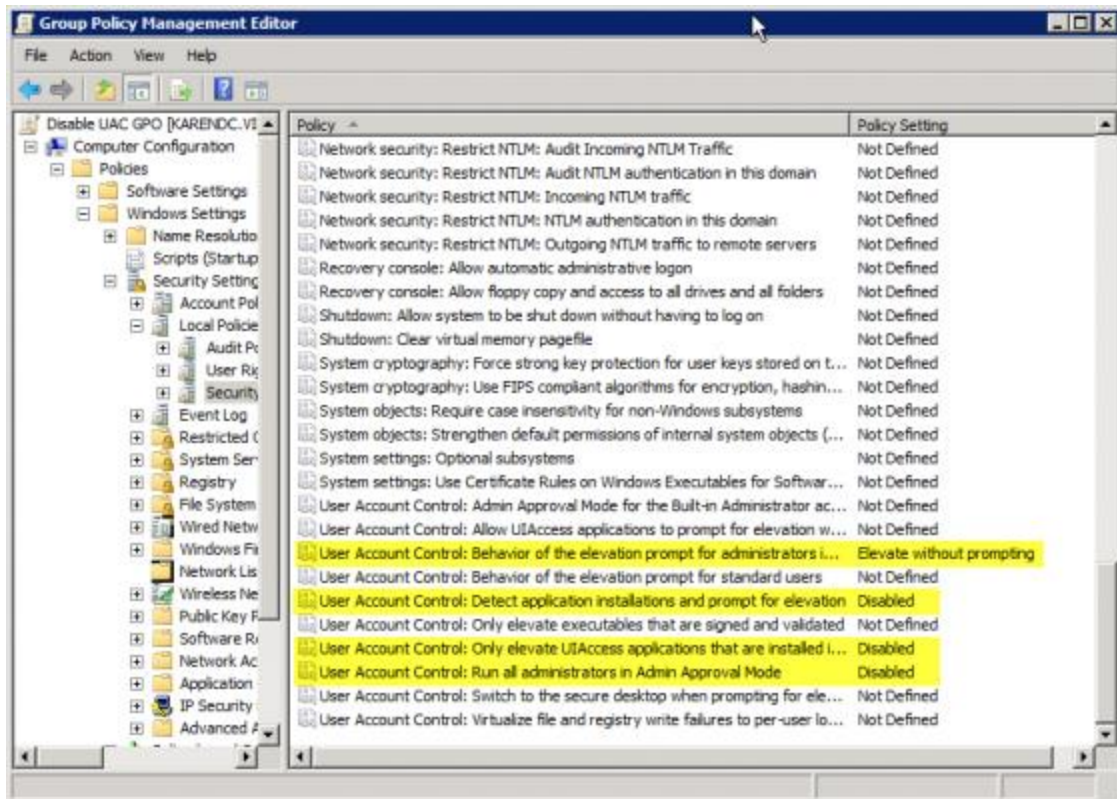 Group Policy Management Editor
File Action View Help
Disable UAC GPO [KARENDC.VI
Computer Configuration
Policies
Software Settings
Windows Settings
Name Resolutio
Scripts (Startup
Security Setting
Account Pol
Local Policie
Audit Po
User Rig
Security
Event Log
Restricted G
System Ser
Registry
File System
Wired Netw
Windows Fir
Network Lis
Wireless Ne
Public Key P
Software Re
Network Ac
Application
IP Security
Advanced A
Policy Policy Setting
Network security: Restrict NTLM: Audit Incoming NTLM Traffic Not Defined
Network security: Restrict NTLM: Audit NTLM authentication in this domain Not Defined
Network security: Restrict NTLM: Incoming NTLM traffic Not Defined
Network security: Restrict NTLM: NTLM authentication in this domain Not Defined
Network security: Restrict NTLM: Outgoing NTLM traffic to remote servers Not Defined
Recovery console: Allow automatic administrative logon Not Defined
Recovery console: Allow floppy copy and access to all drives and all folders Not Defined
Shutdown: Allow system to be shut down without having to log on Not Defined
Shutdown: Clear virtual memory pagefile Not Defined
System cryptography: Force strong key protection for user keys stored on t... Not Defined
System cryptography: Use FIPS compliant algorithms for encryption, hashin... Not Defined
System objects: Require case insensitivity for non-Windows subsystems Not Defined
System objects: Strengthen default permissions of internal system objects (... Not Defined
System settings: Optional subsystems Not Defined
System settings: Use Certificate Rules on Windows Executables for Softwar... Not Defined
User Account Control: Admin Approval Mode for the Built-in Administrator ac... Not Defined
User Account Control: Allow UIAccess applications to prompt for elevation w... Not Defined
User Account Control: Behavior of the elevation prompt for administrators i... Elevate without prompting
User Account Control: Behavior of the elevation prompt for standard users Not Defined
User Account Control: Detect application installations and prompt for elevation Disabled
User Account Control: Only elevate executables that are signed and validated Not Defined
User Account Control: Only elevate UIAccess applications that are installed i... Disabled
User Account Control: Run all administrators in Admin Approval Mode Disabled
User Account Control: Switch to the secure desktop when prompting for ele... Not Defined
User Account Control: Virtualize file and registry write failures to per-user lo... Not Defined